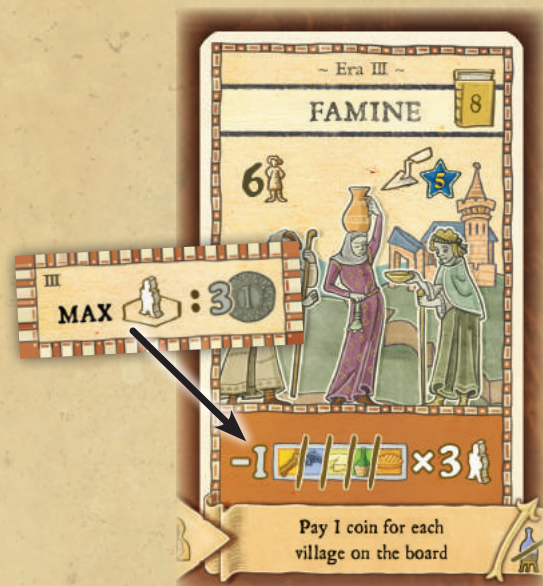 ~ Era III ~
FAMINE
8
6
5
III
MAX : 3 1
-1 ×3
Pay 1 coin for each
village on the board